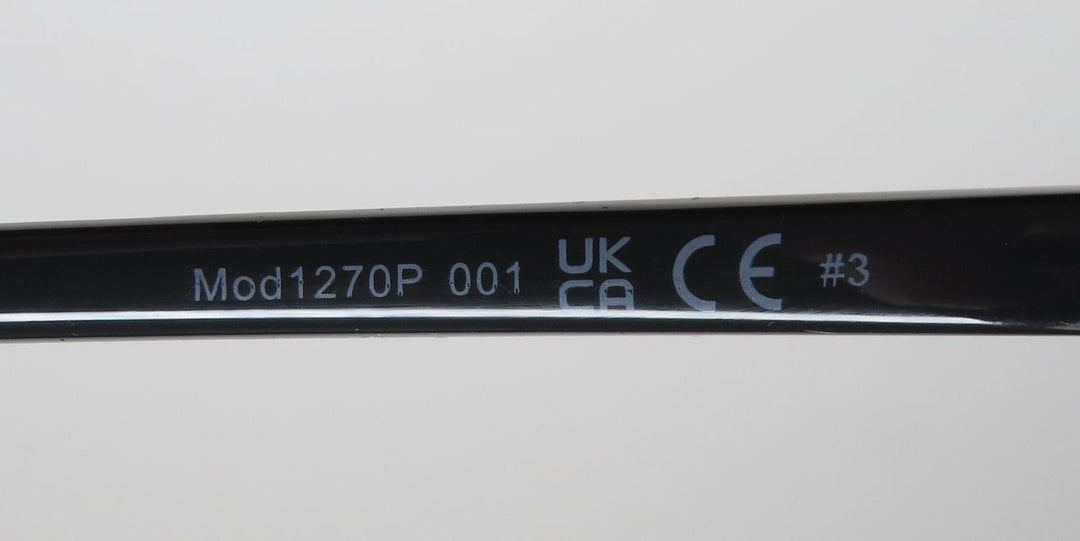 Mod1270P 001 UK CA CE #3